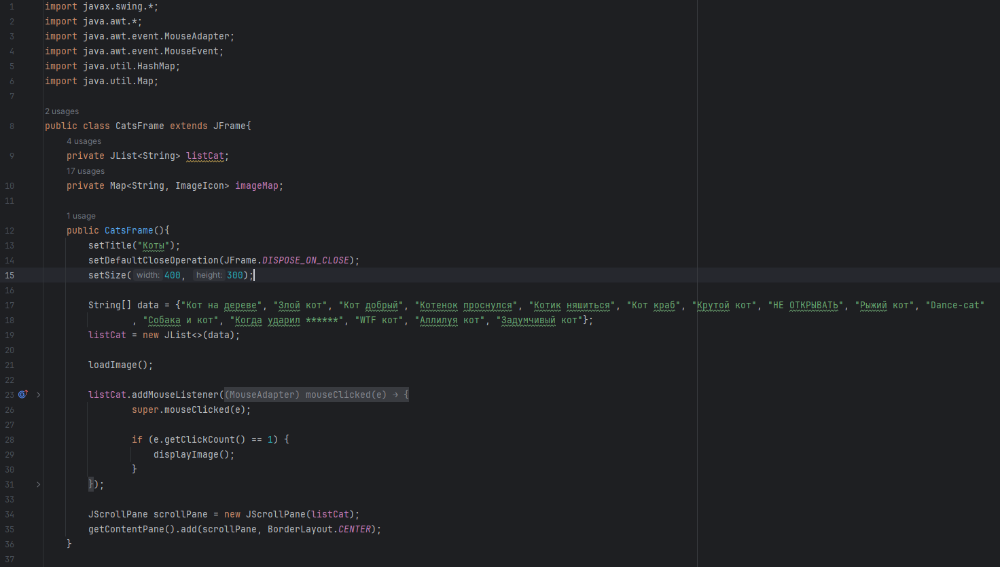 1 import javax.swing.*;
2 import java.awt.*;
3 import java.awt.event.MouseAdapter;
4 import java.awt.event.MouseEvent;
5 import java.util.HashMap;
6 import java.util.Map;
7
2 usages
8 public class CatsFrame extends JFrame{
4 usages
9 private JList<String> listCat;
17 usages
10 private Map<String, ImageIcon> imageMap;
11
1 usage
12 public CatsFrame(){
13 setTitle("Коты");
14 setDefaultCloseOperation(JFrame.DISPOSE_ON_CLOSE);
15 setSize( width: 400, height: 300);
16
17 String[] data = {"Кот на дереве", "Злой кот", "Кот добрый", "Котенок проснулся", "Котик няшиться", "Кот краб", "Крутой кот", "НЕ ОТКРЫВАТЬ", "Рыжий кот", "Dance-cat"
18 , "Собака и кот", "Когда ударил ******", "WTF кот", "Аллилуя кот", "Задумчивый кот"};
19 listCat = new JList<>(data);
20
21 loadImage();
22
23 listCat.addMouseListener((MouseAdapter) mouseClicked(e) → {
26 super.mouseClicked(e);
27
28 if (e.getClickCount() == 1) {
29 displayImage();
30 }
31 });
33
34 JScrollPane scrollPane = new JScrollPane(listCat);
35 getContentPane().add(scrollPane, BorderLayout.CENTER);
36 }
37